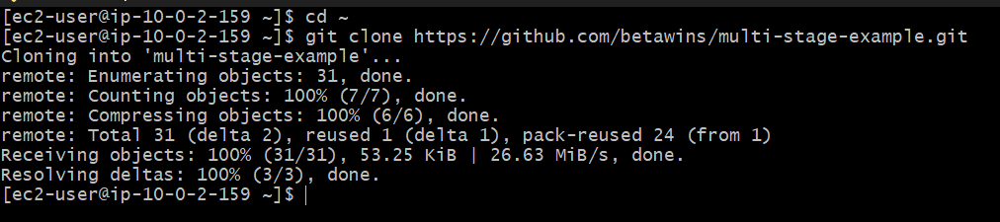 [ec2-user@ip-10-0-2-159 ~]$ cd ~
[ec2-user@ip-10-0-2-159 ~]$ git clone https://github.com/betawins/multi-stage-example.git
Cloning into 'multi-stage-example'...
remote: Enumerating objects: 31, done.
remote: Counting objects: 100% (7/7), done.
remote: Compressing objects: 100% (6/6), done.
remote: Total 31 (delta 2), reused 1 (delta 1), pack-reused 24 (from 1)
Receiving objects: 100% (31/31), 53.25 KiB | 26.63 MiB/s, done.
Resolving deltas: 100% (3/3), done.
[ec2-user@ip-10-0-2-159 ~]$